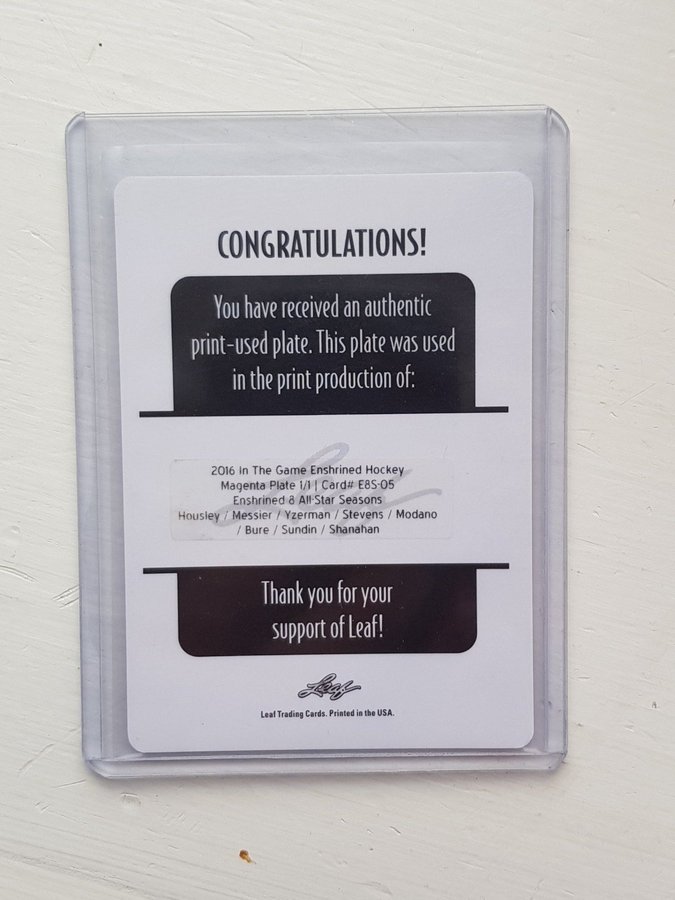 CONGRATULATIONS!
You have received an authentic
print-used plate. This plate was used
in the print production of:
2016 In The Game Enshrined Hockey
Magenta Plate 1/1 | Card# E8S-05
Enshrined 8 All-Star Seasons
Housley / Messier / Yzerman / Stevens / Modano
/ Bure / Sundin / Shanahan
Thank you for your
support of Leaf!
Leaf
Leaf Trading Cards. Printed in the USA.